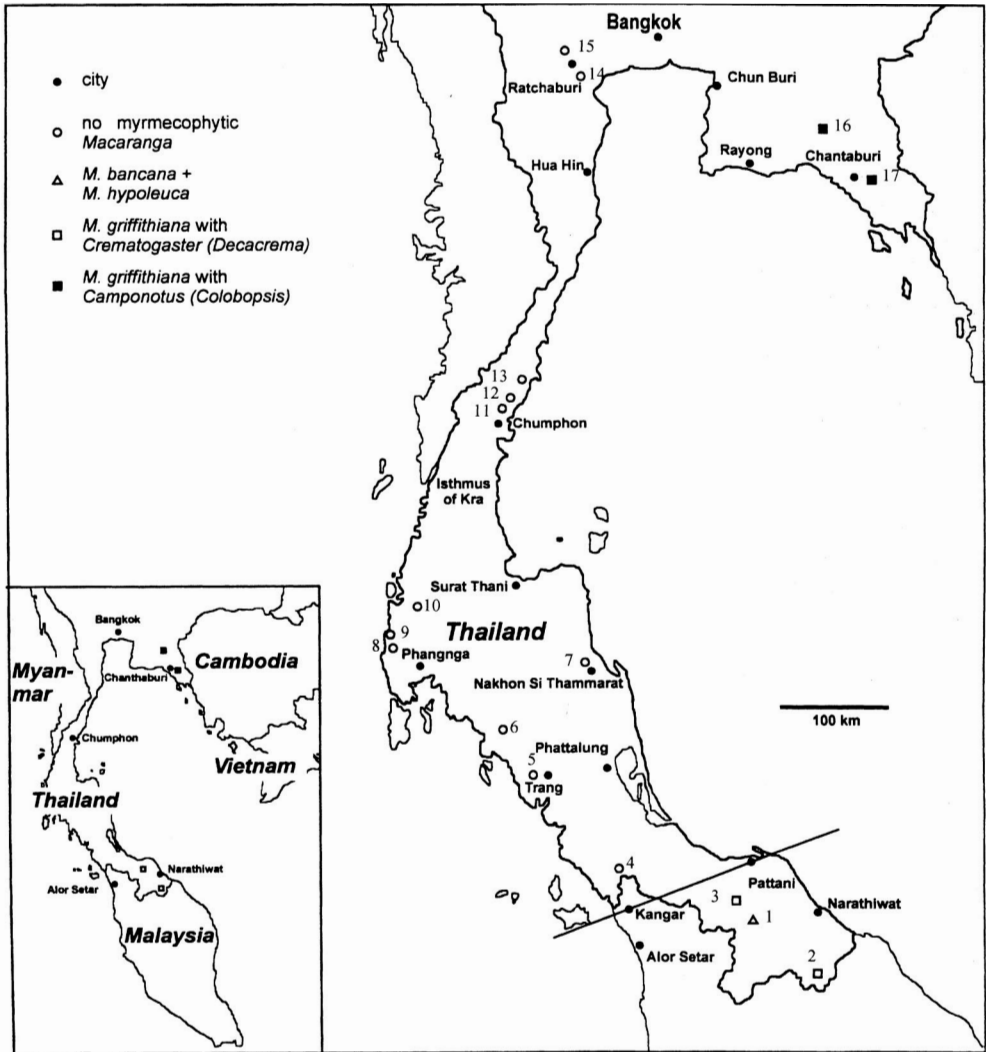 city
no myrmecophytic
Macaranga
M. bancana +
M. hypoleuca
M. griffithiana with
Crematogaster (Decacrema)
M. griffithiana with
Camponotus (Colobopsis)
Bangkok
15
14
Ratchaburi
Chun Buri
16
Rayong
Chantaburi
17
Hua Hin
13
12
11
Chumphon
Isthmus
of Kra
Surat Thani
10
Thailand
9
8
Phangnga
7
Nakhon Si Thammarat
100 km
6
Phattalung
5
Trang
4
Pattani
3
1
Kangar
Narathiwat
Alor Setar
2
Bangkok
Myan-
mar
Cambodia
Chanthaburi
Chumphon
Vietnam
Thailand
Narathiwat
Alor Setar
Malaysia